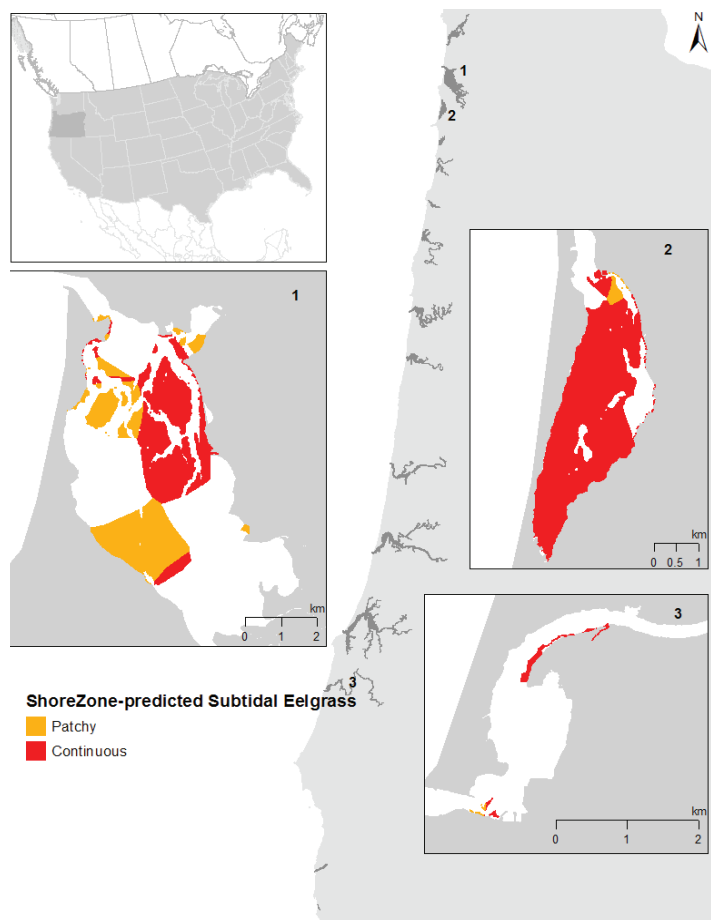 N
1
2
1
km
0 1 2
2
km
0 0.5 1
3
3
km
0 1 2
ShoreZone-predicted Subtidal Eelgrass
Patchy
Continuous